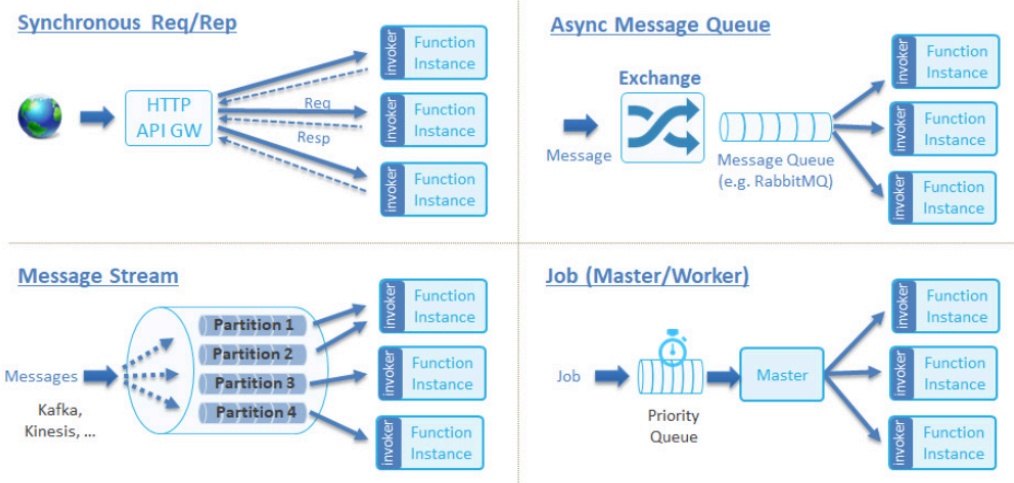 Synchronous Req/Rep
HTTP
API GW
Req
Resp
invoker
Function
Instance
invoker
Function
Instance
invoker
Function
Instance
Async Message Queue
Message
Exchange
Message Queue
(e.g. RabbitMQ)
invoker
Function
Instance
invoker
Function
Instance
invoker
Function
Instance
Message Stream
Messages
Kafka,
Kinesis, ...
Partition 1
Partition 2
Partition 3
Partition 4
invoker
Function
Instance
invoker
Function
Instance
invoker
Function
Instance
Job (Master/Worker)
Job
Priority
Queue
Master
invoker
Function
Instance
invoker
Function
Instance
invoker
Function
Instance